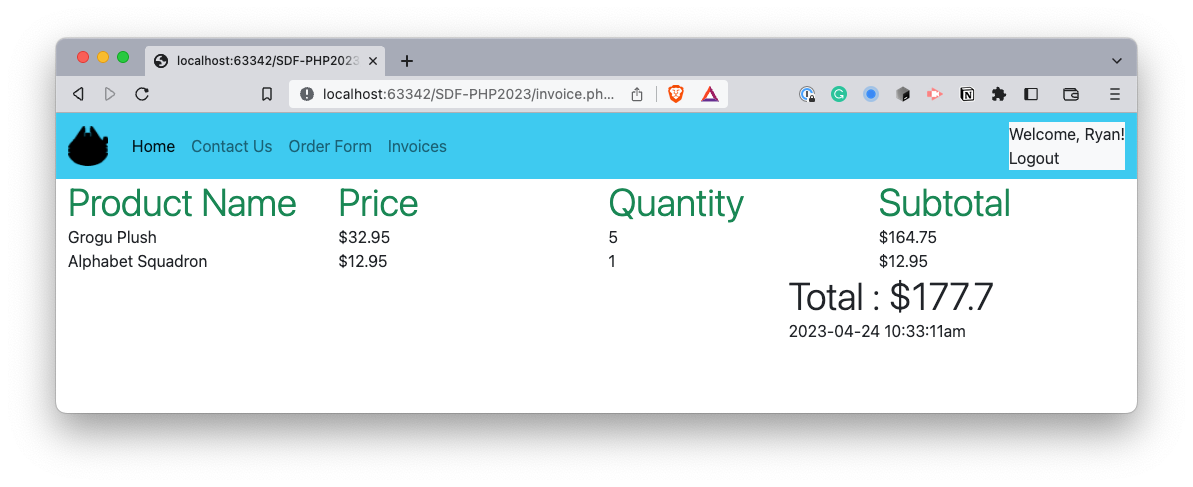 localhost:63342/SDF-PHP2023
localhost:63342/SDF-PHP2023/invoice.ph...
Home Contact Us Order Form Invoices
Welcome, Ryan!
Logout
Product Name Price Quantity Subtotal
Grogu Plush $32.95 5 $164.75
Alphabet Squadron $12.95 1 $12.95
Total : $177.7
2023-04-24 10:33:11am